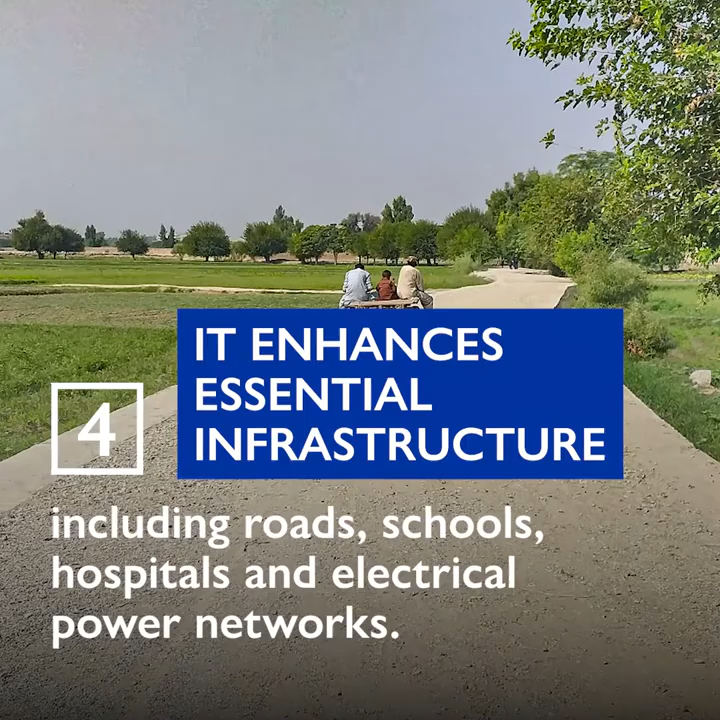 4
IT ENHANCES
ESSENTIAL
INFRASTRUCTURE
including roads, schools,
hospitals and electrical
power networks.